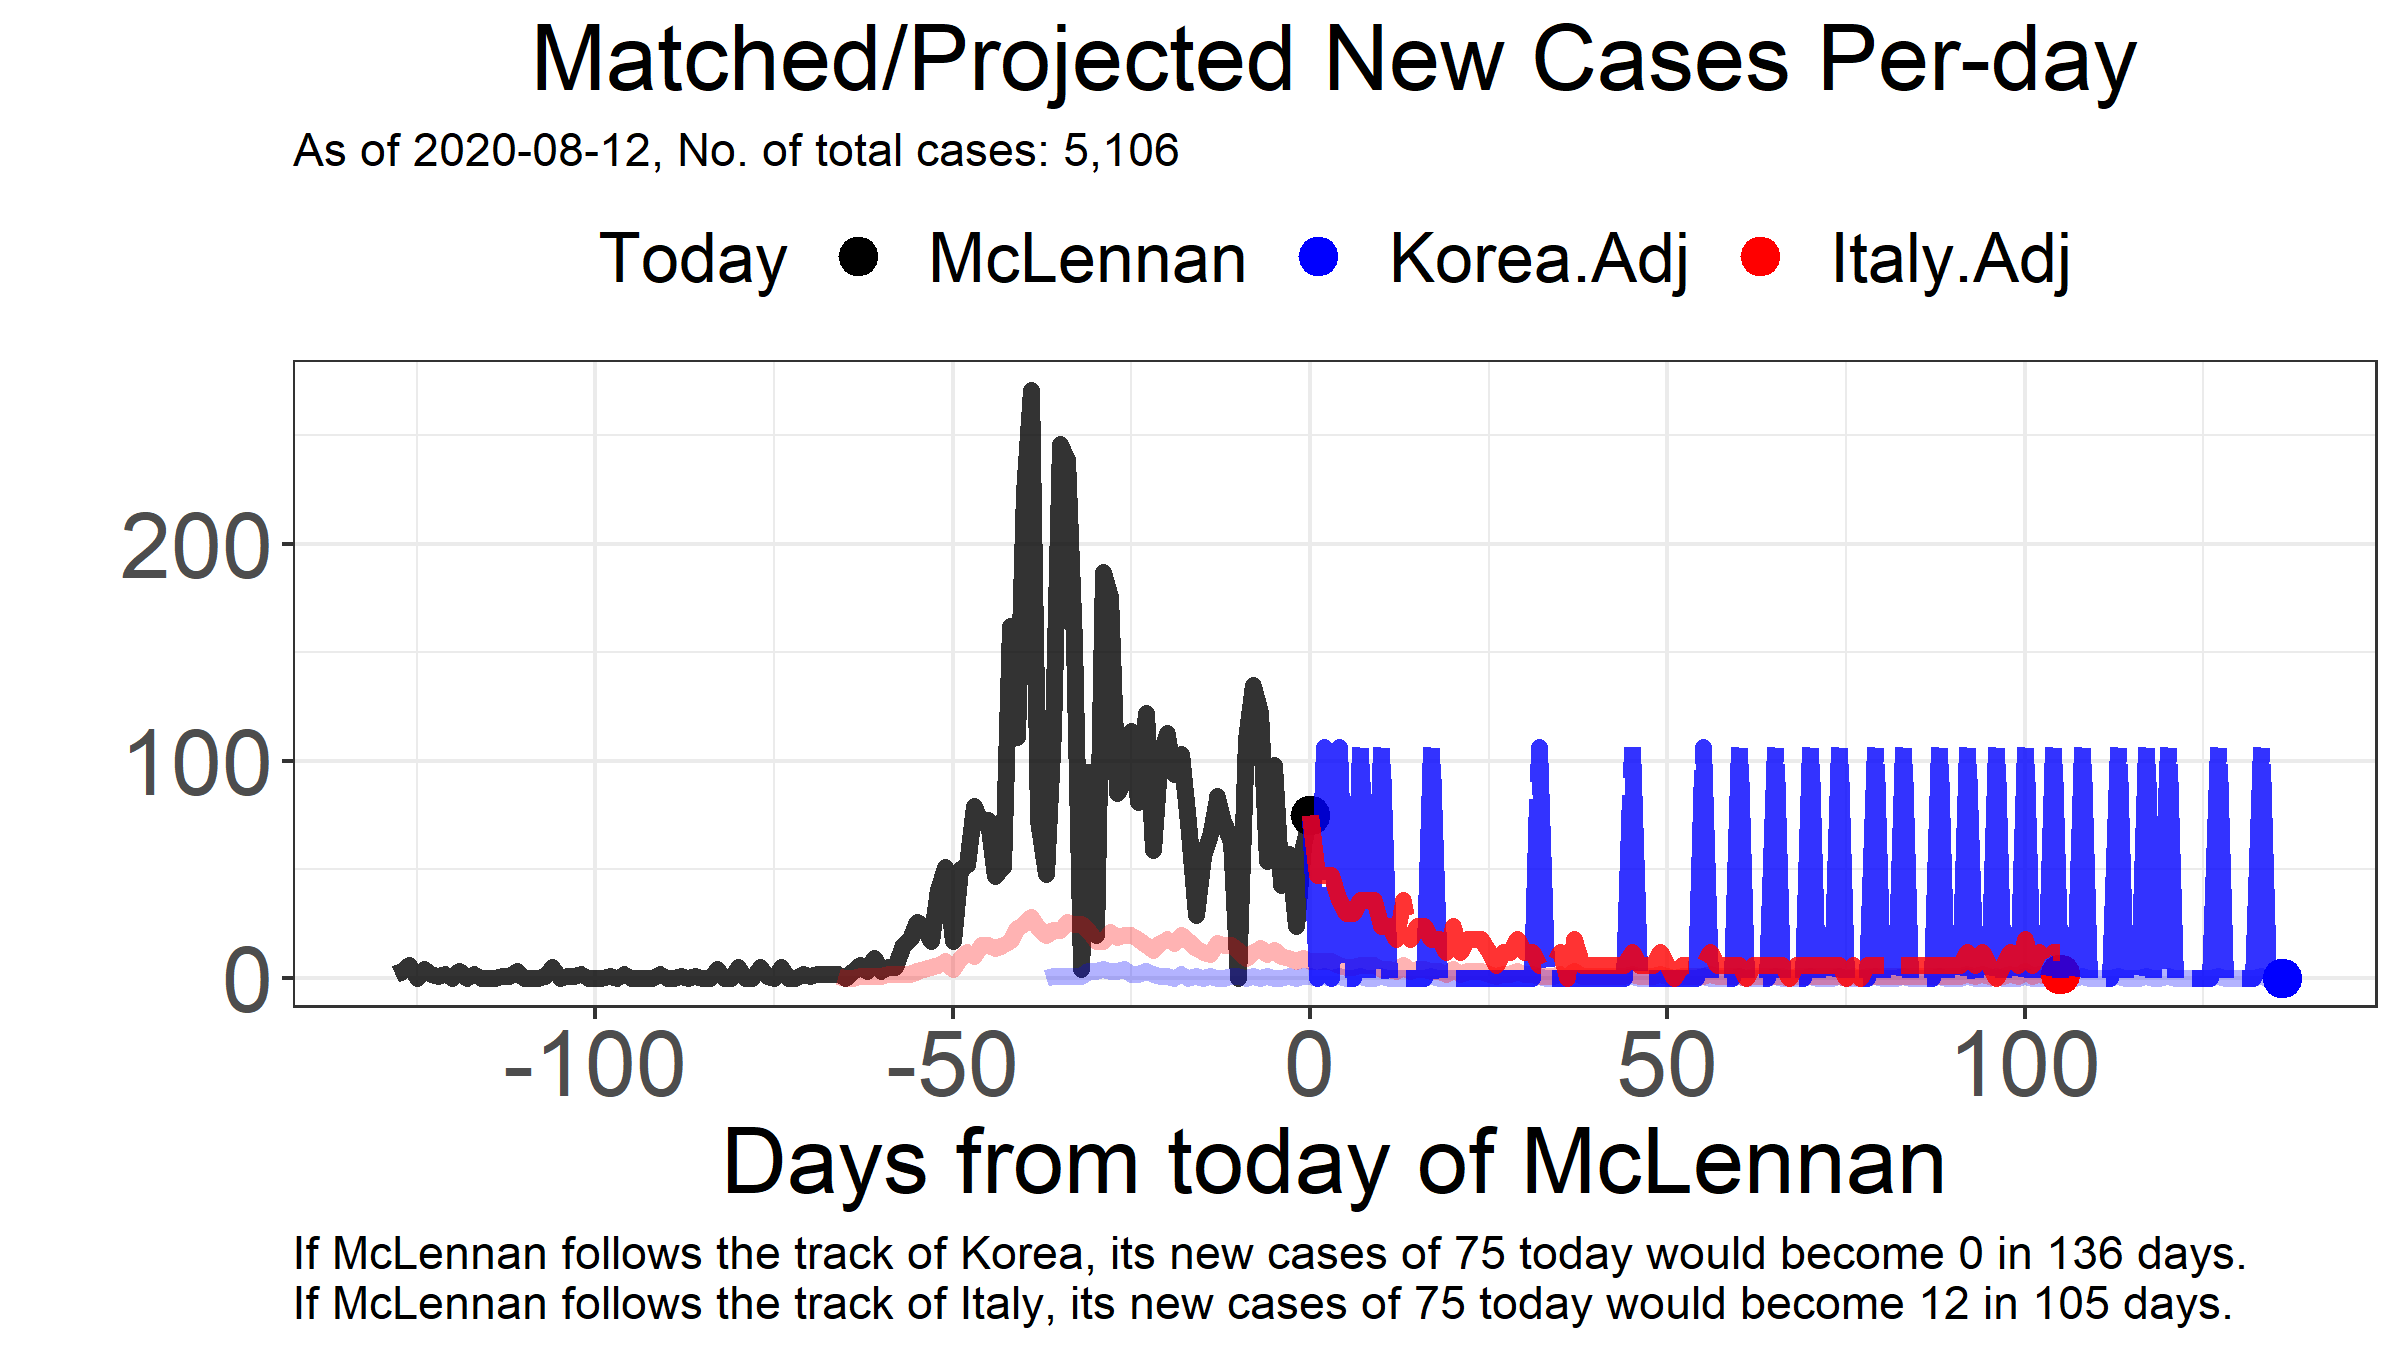 Matched/Projected New Cases Per-day
As of 2020-08-12, No. of total cases: 5,106
Today McLennan Korea.Adj Italy.Adj
200
100
0
-100 -50 0 50 100
Days from today of McLennan
If McLennan follows the track of Korea, its new cases of 75 today would become 0 in 136 days.
If McLennan follows the track of Italy, its new cases of 75 today would become 12 in 105 days.